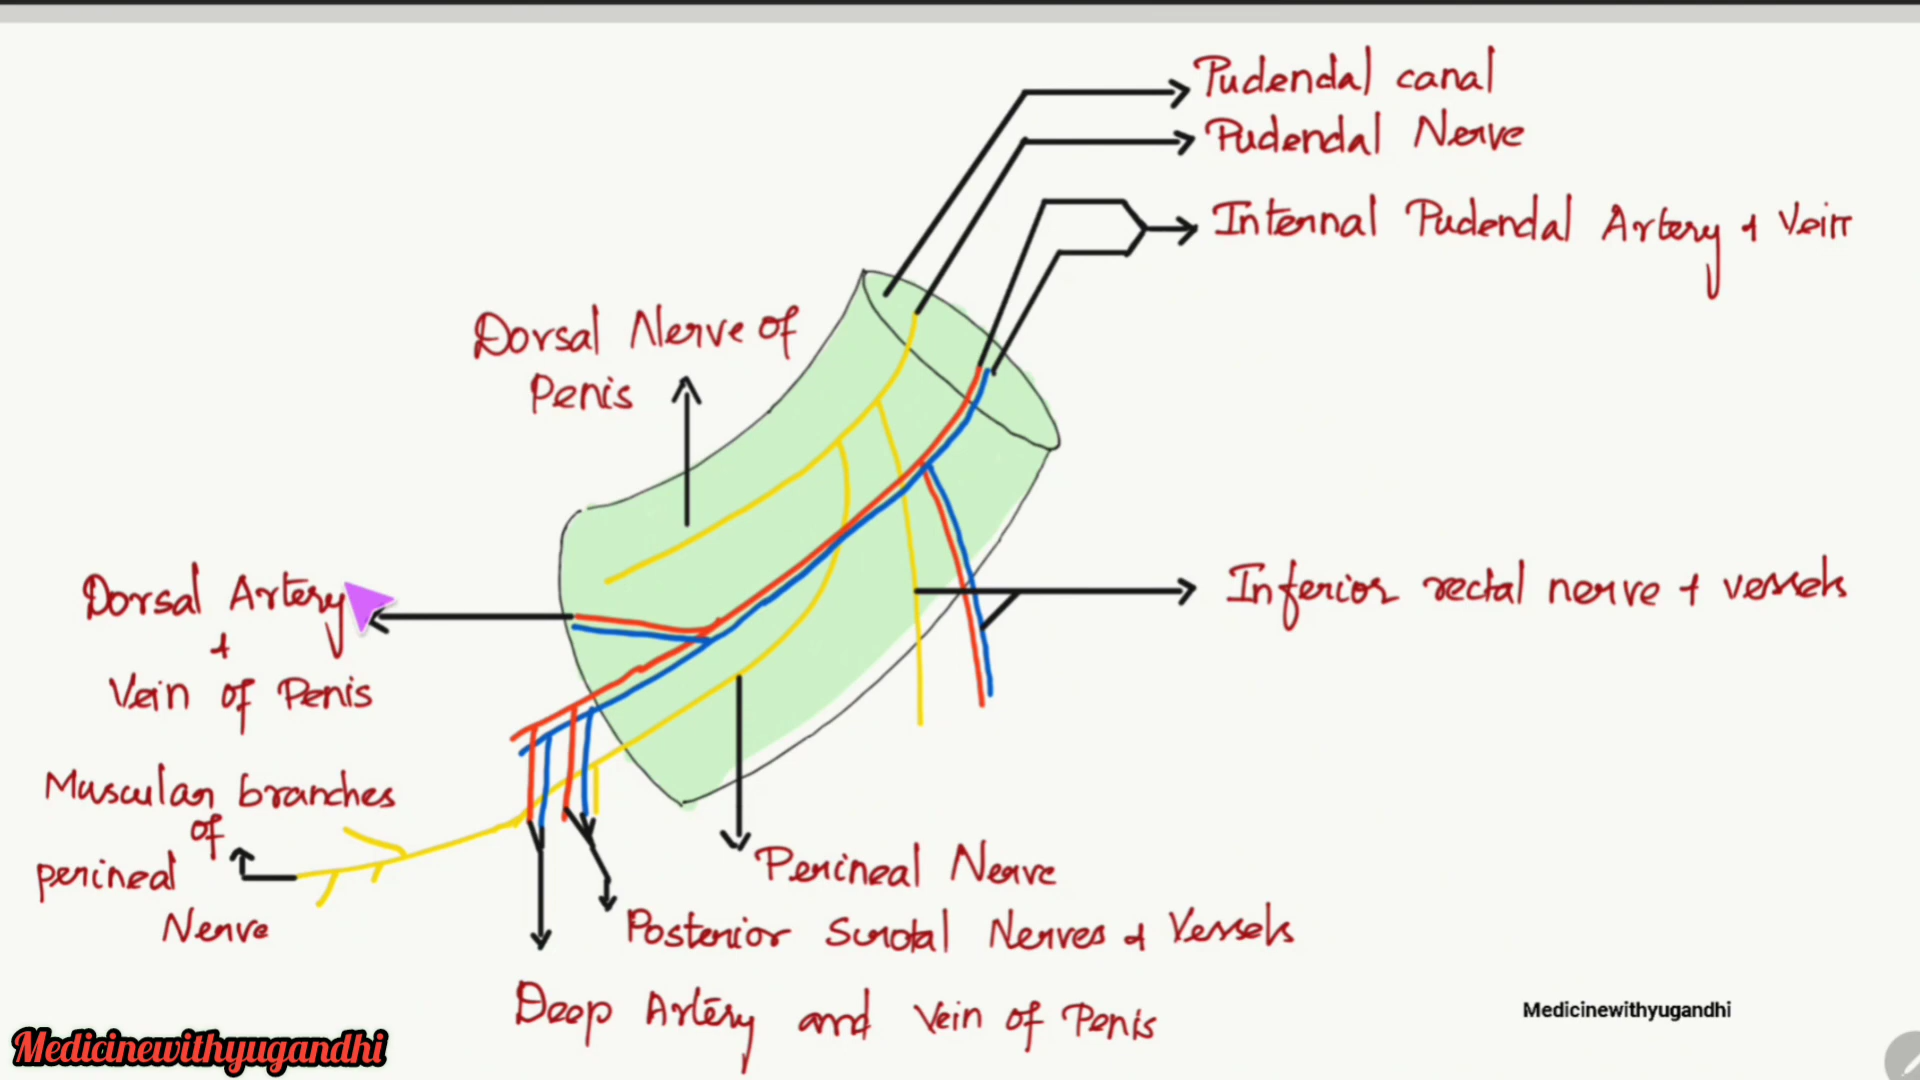 Pudendal canal
Pudendal Nerve
Internal Pudendal Artery & Vein
Dorsal Nerve of
Penis
Dorsal Artery
&
Vein of Penis
Inferior rectal nerve & vessels
Muscular branches
of
perineal
Nerve
Perineal Nerve
Posterior Scrotal Nerves & Vessels
Deep Artery and Vein of Penis
Medicinewithyugandhi
Medicinewithyugandhi